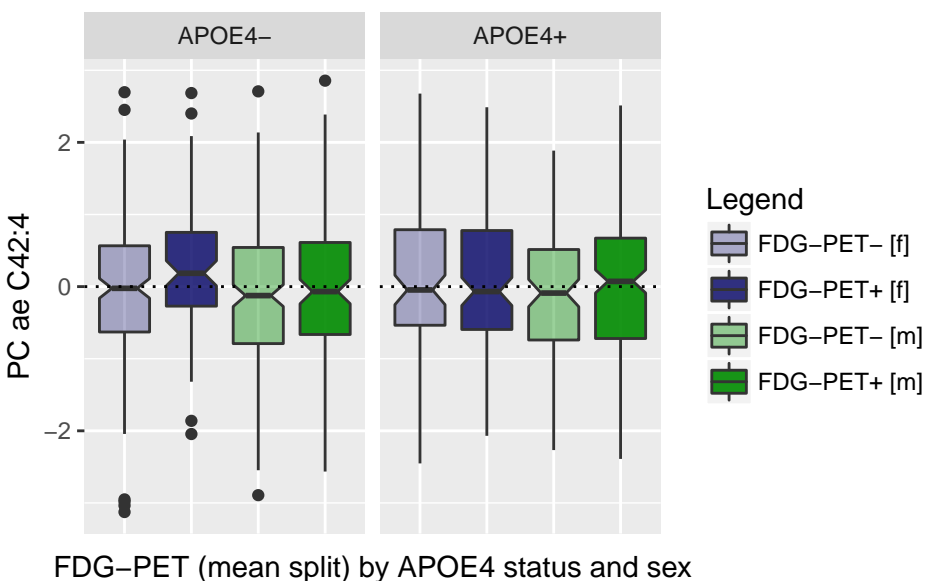 APOE4− APOE4+
2
0
−2
PC ae C42:4
FDG−PET (mean split) by APOE4 status and sex
Legend
FDG−PET− [f]
FDG−PET+ [f]
FDG−PET− [m]
FDG−PET+ [m]